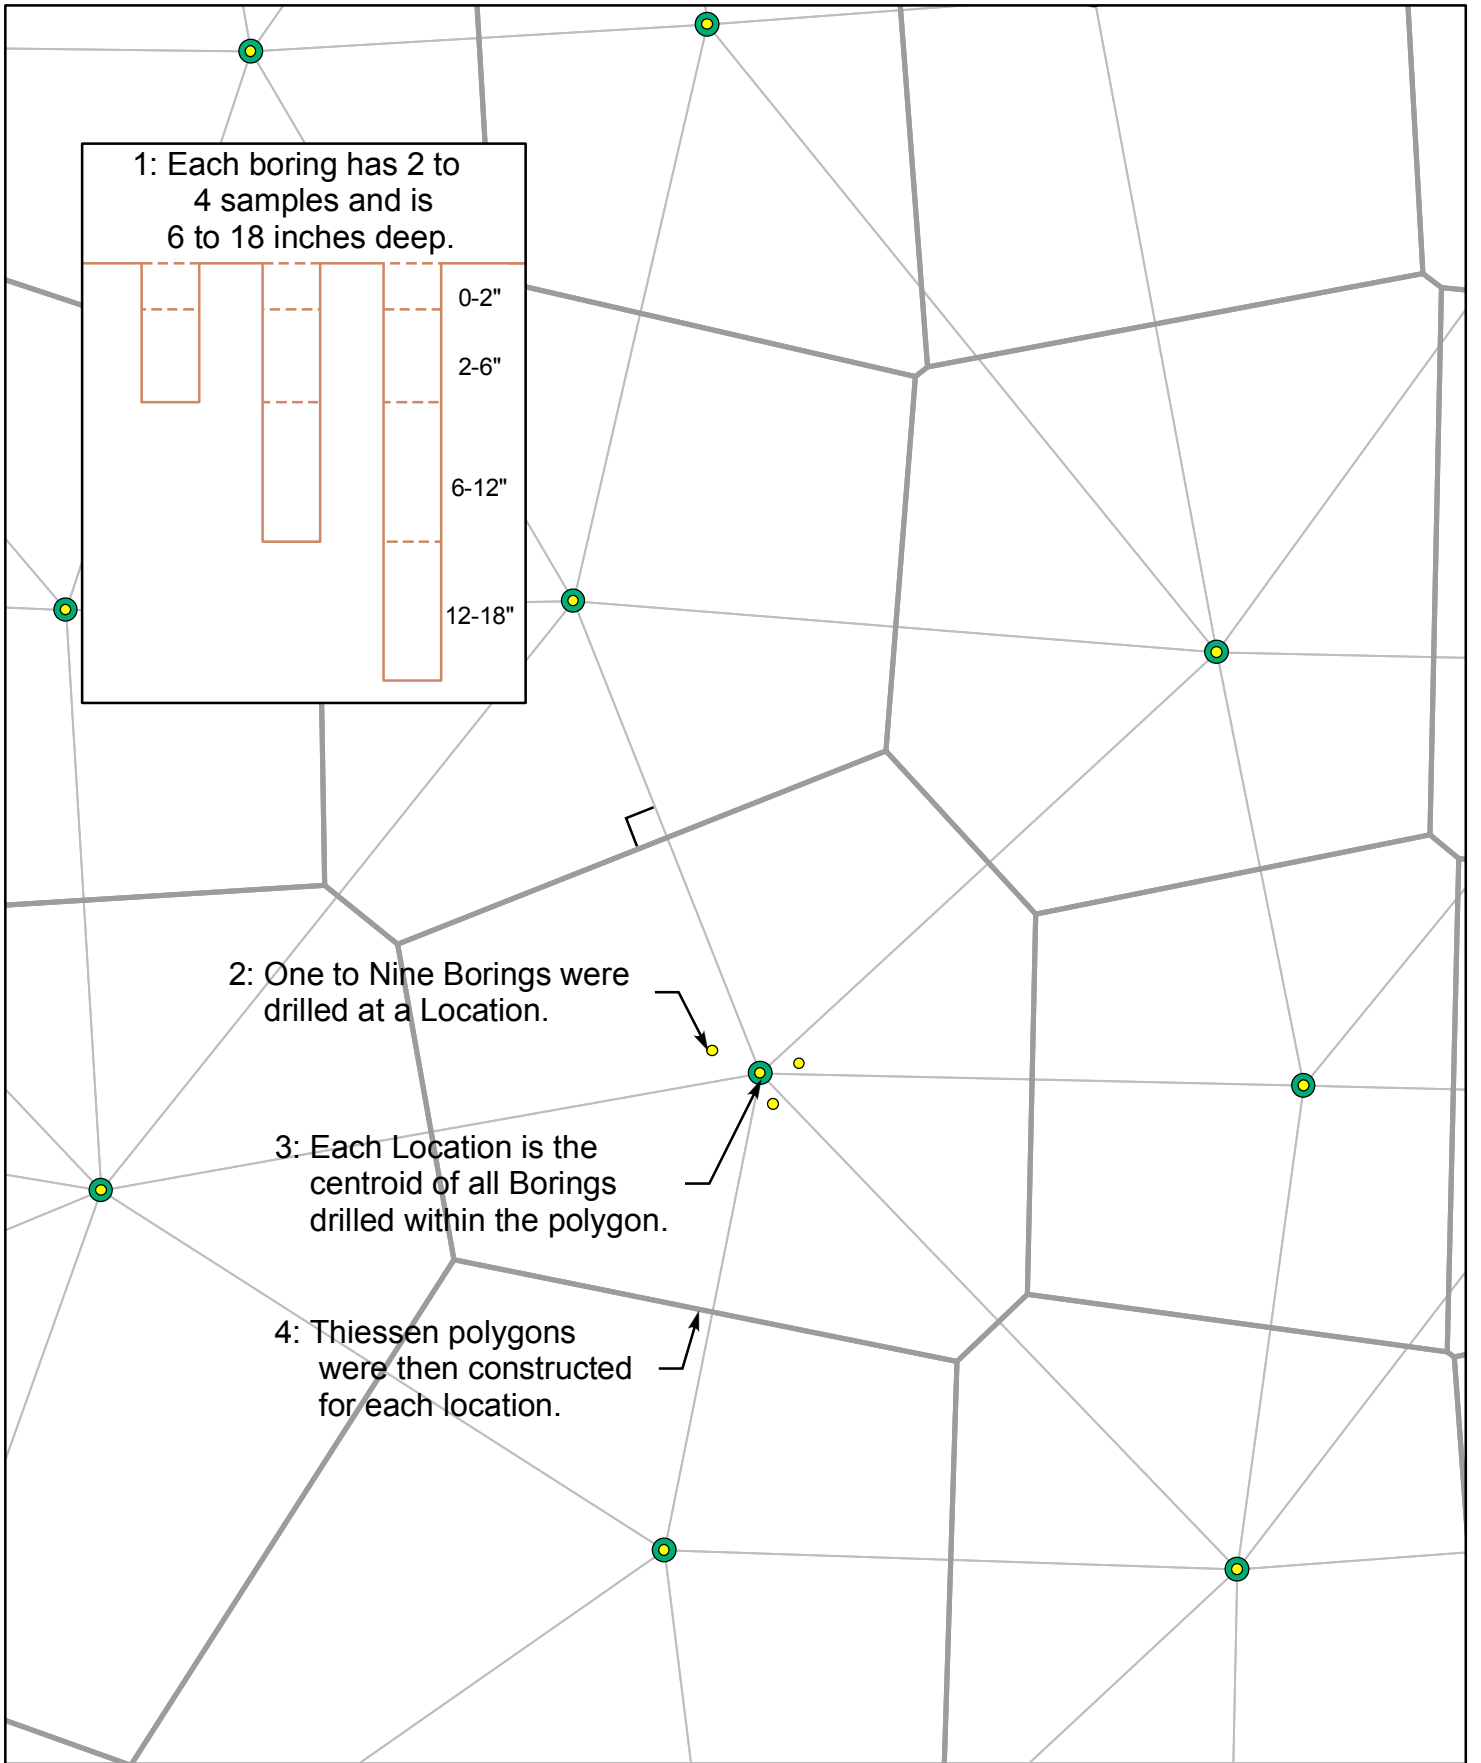 1: Each boring has 2 to
4 samples and is
6 to 18 inches deep.
0-2"
2-6"
6-12"
12-18"
2: One to Nine Borings were
drilled at a Location.
3: Each Location is the
centroid of all Borings
drilled within the polygon.
4: Thiessen polygons
were then constructed
for each location.